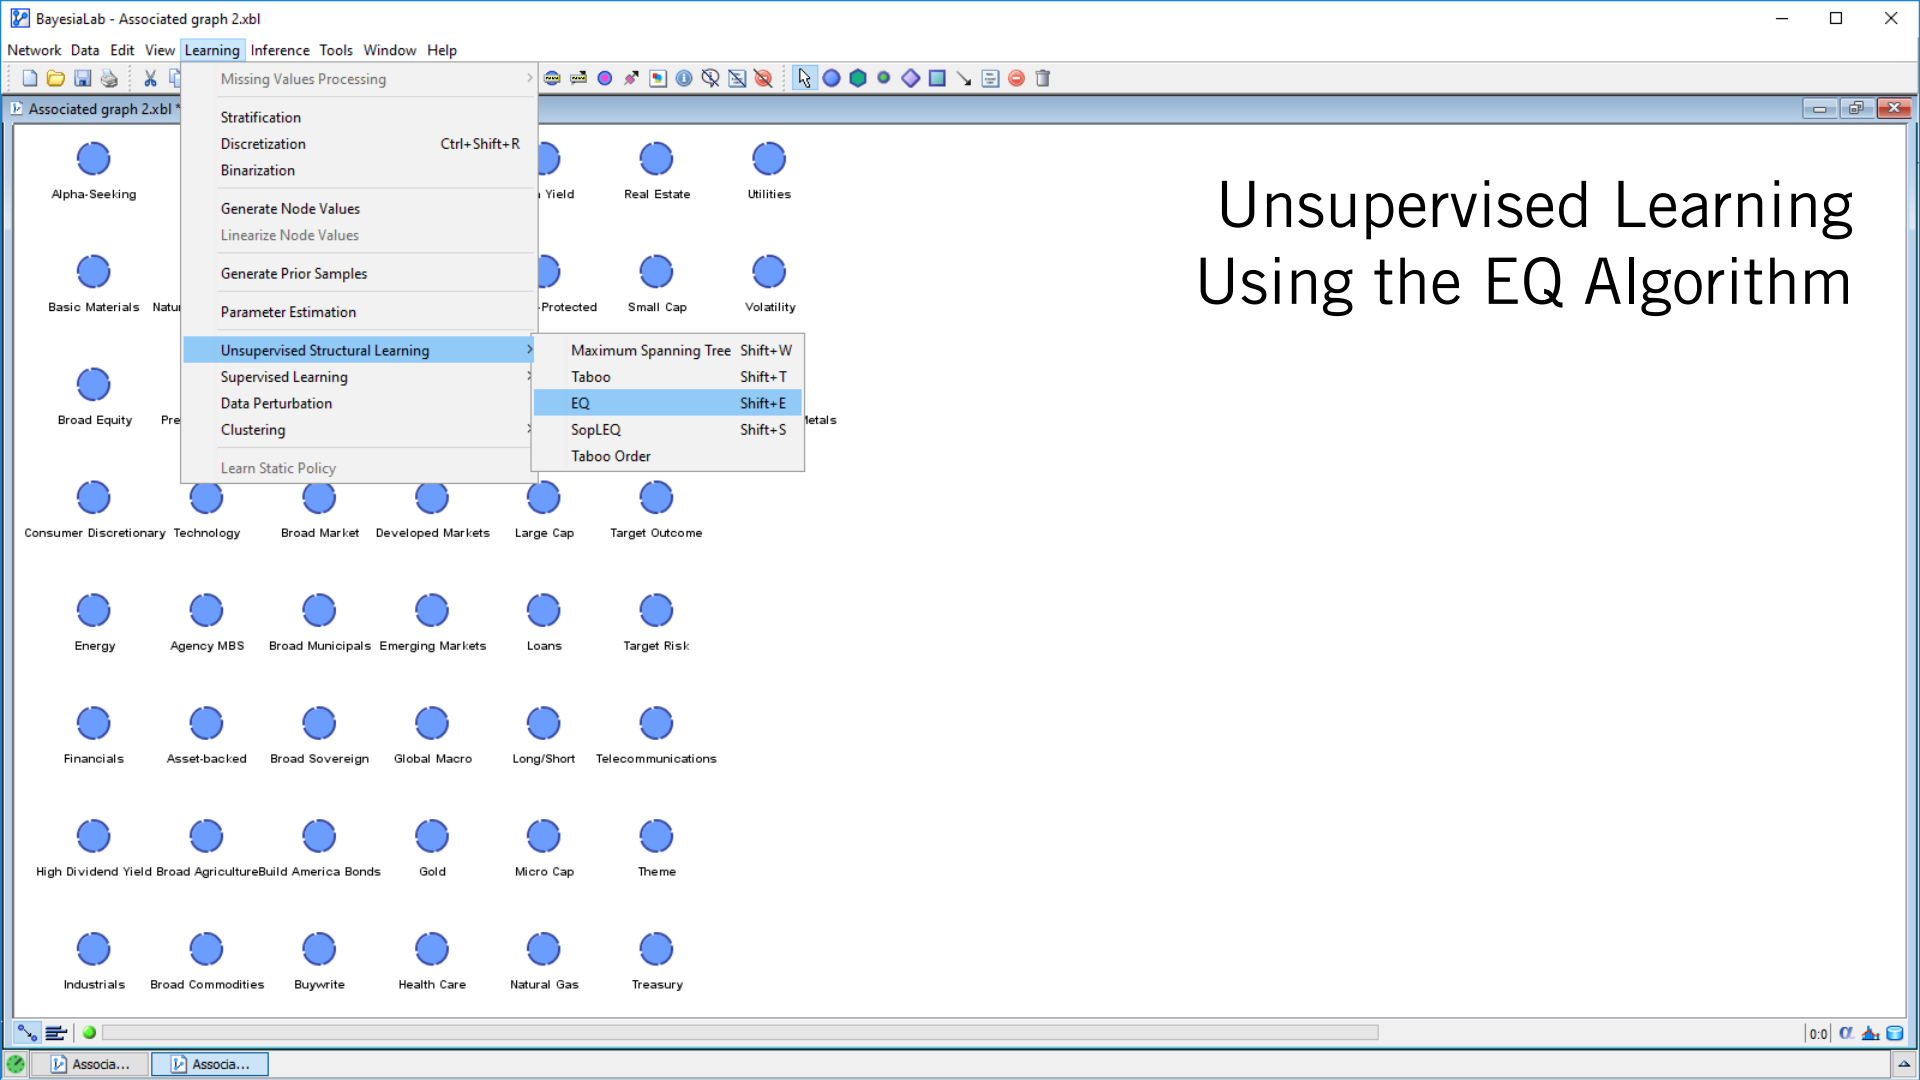 BayesiaLab - Associated graph 2.xbl
Network Data Edit View Learning Inference Tools Window Help
Associated graph 2.xbl *
Missing Values Processing
Stratification
Discretization Ctrl+Shift+R
Binarization
Generate Node Values
Linearize Node Values
Generate Prior Samples
Parameter Estimation
Unsupervised Structural Learning
Supervised Learning
Data Perturbation
Clustering
Learn Static Policy
Maximum Spanning Tree Shift+W
Taboo Shift+T
EQ Shift+E
SopLEQ Shift+S
Taboo Order
Unsupervised Learning
Using the EQ Algorithm
Alpha-Seeking Yield Real Estate Utilities
Basic Materials Natu -Protected Small Cap Volatility
Broad Equity Pre Metals
Consumer Discretionary Technology Broad Market Developed Markets Large Cap Target Outcome
Energy Agency MBS Broad Municipals Emerging Markets Loans Target Risk
Financials Asset-backed Broad Sovereign Global Macro Long/Short Telecommunications
High Dividend Yield Broad Agriculture Build America Bonds Gold Micro Cap Theme
Industrials Broad Commodities Buywrite Health Care Natural Gas Treasury
0:0 α
Associa... Associa...